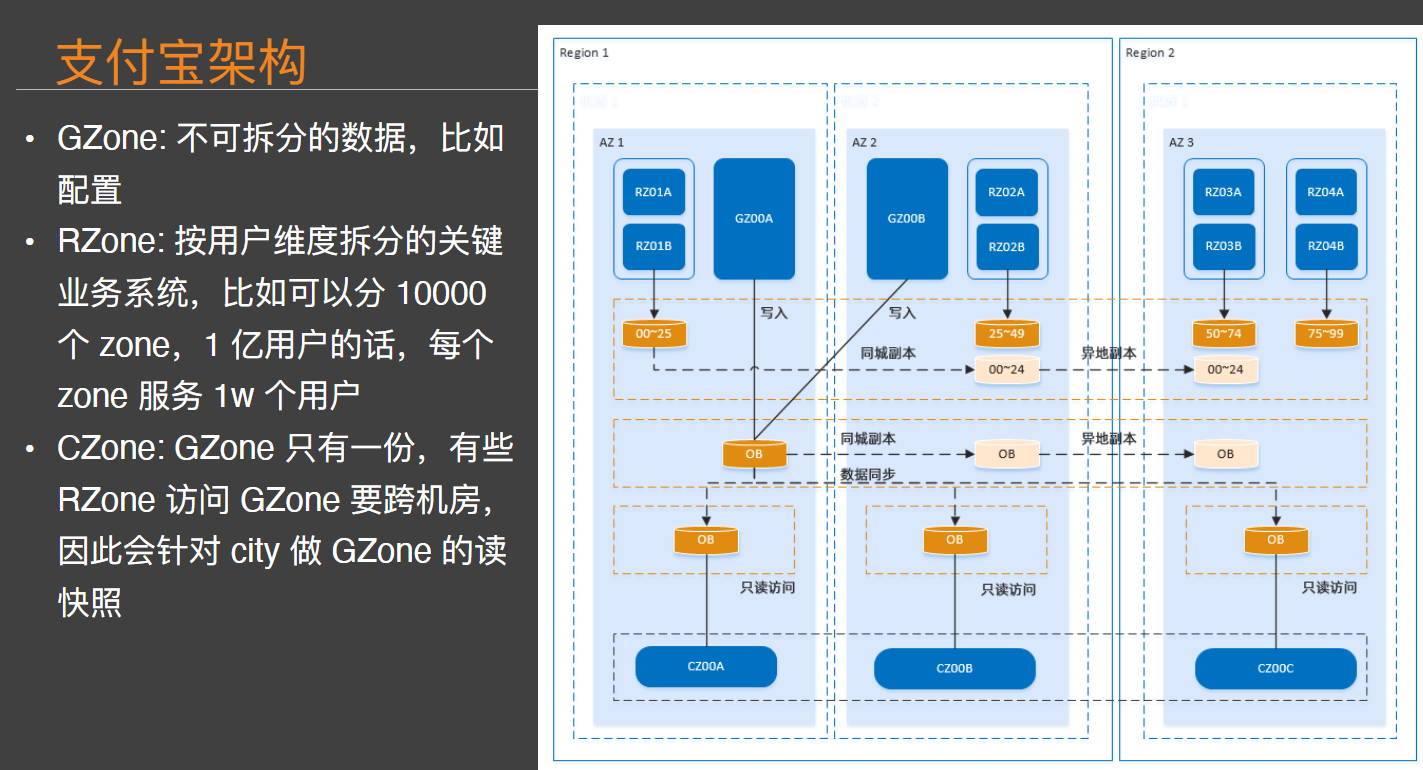 支付宝架构
• GZone: 不可拆分的数据，比如
配置
• RZone: 按用户维度拆分的关键
业务系统，比如可以分 10000
个 zone，1 亿用户的话，每个
zone 服务 1w 个用户
• CZone: GZone 只有一份，有些
RZone 访问 GZone 要跨机房，
因此会针对 city 做 GZone 的读
快照
Region 1
Region 2
AZ 1
AZ 2
AZ 3
RZ01A
RZ01B
GZ00A
GZ00B
RZ02A
RZ02B
RZ03A
RZ03B
RZ04A
RZ04B
写入
写入
00~25
25~49
50~74
75~99
同城副本
00~24
异地副本
00~24
OB
同城副本
OB
异地副本
OB
数据同步
OB
OB
OB
只读访问
只读访问
只读访问
CZ00A
CZ00B
CZ00C